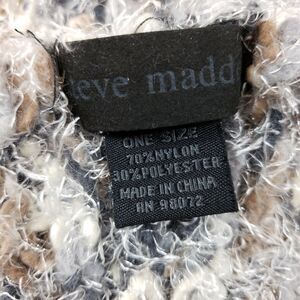 teve madd
ONE SIZE
70%NYLON
30%POLYESTER
MADE IN CHINA
RN 98072